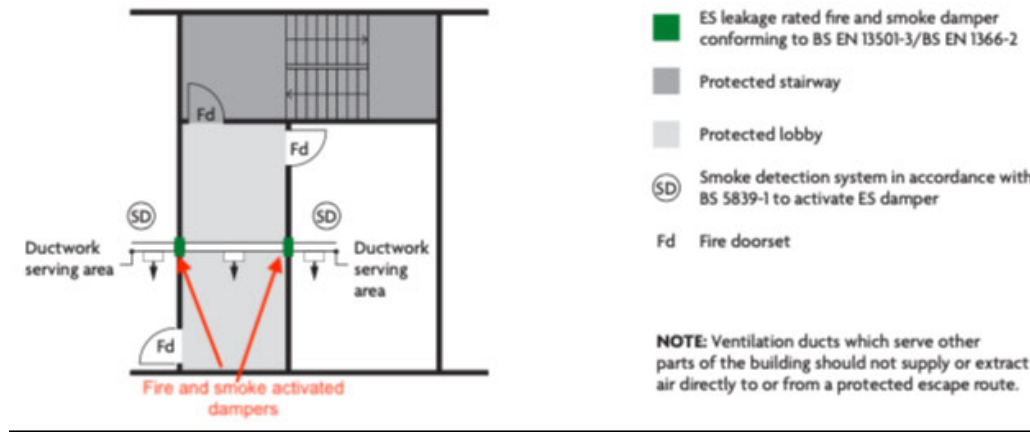 Fd
Fd
SD
SD
Ductwork
serving area
Ductwork
serving
area
Fd
Fire and smoke activated
dampers
ES leakage rated fire and smoke damper
conforming to BS EN 13501-3/BS EN 1366-2
Protected stairway
Protected lobby
SD
Smoke detection system in accordance with
BS 5839-1 to activate ES damper
Fd Fire doorset
NOTE: Ventilation ducts which serve other
parts of the building should not supply or extract
air directly to or from a protected escape route.